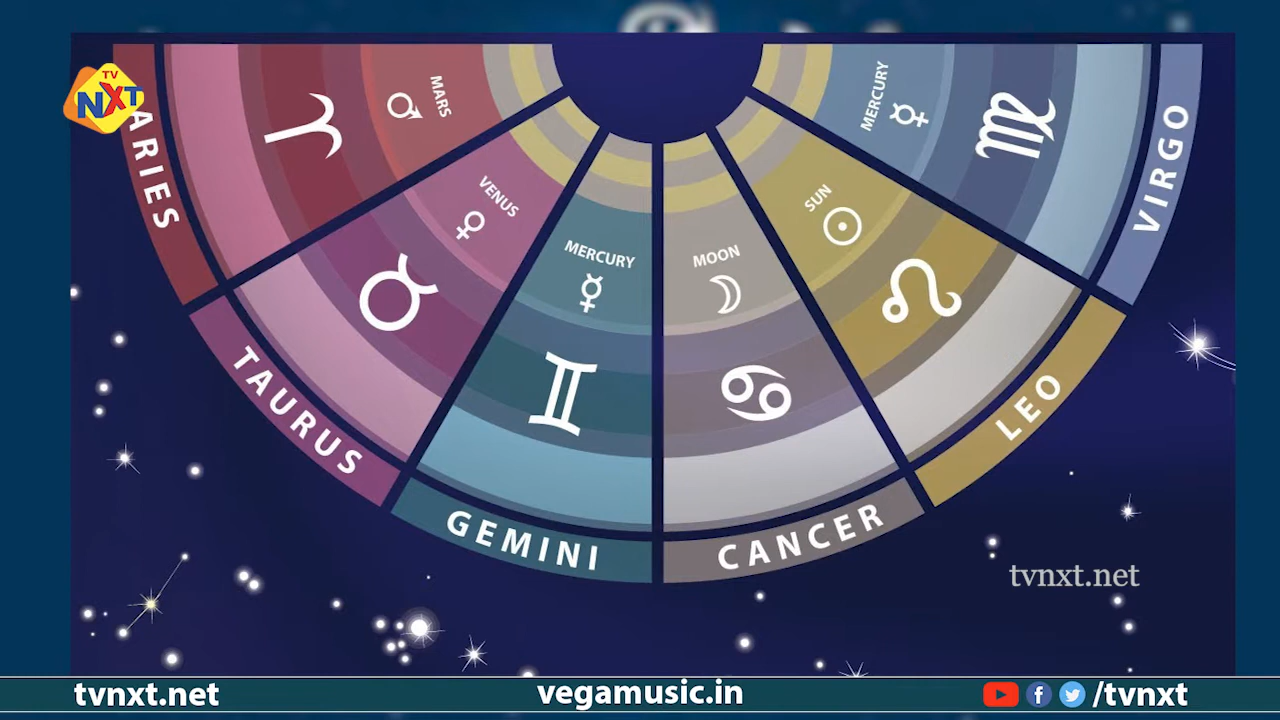 TV
NXT
ARIES
MARS
TAURUS
VENUS
GEMINI
MERCURY
CANCER
MOON
LEO
SUN
VIRGO
MERCURY
tvnxt.net
tvnxt.net
vegamusic.in
/tvnxt